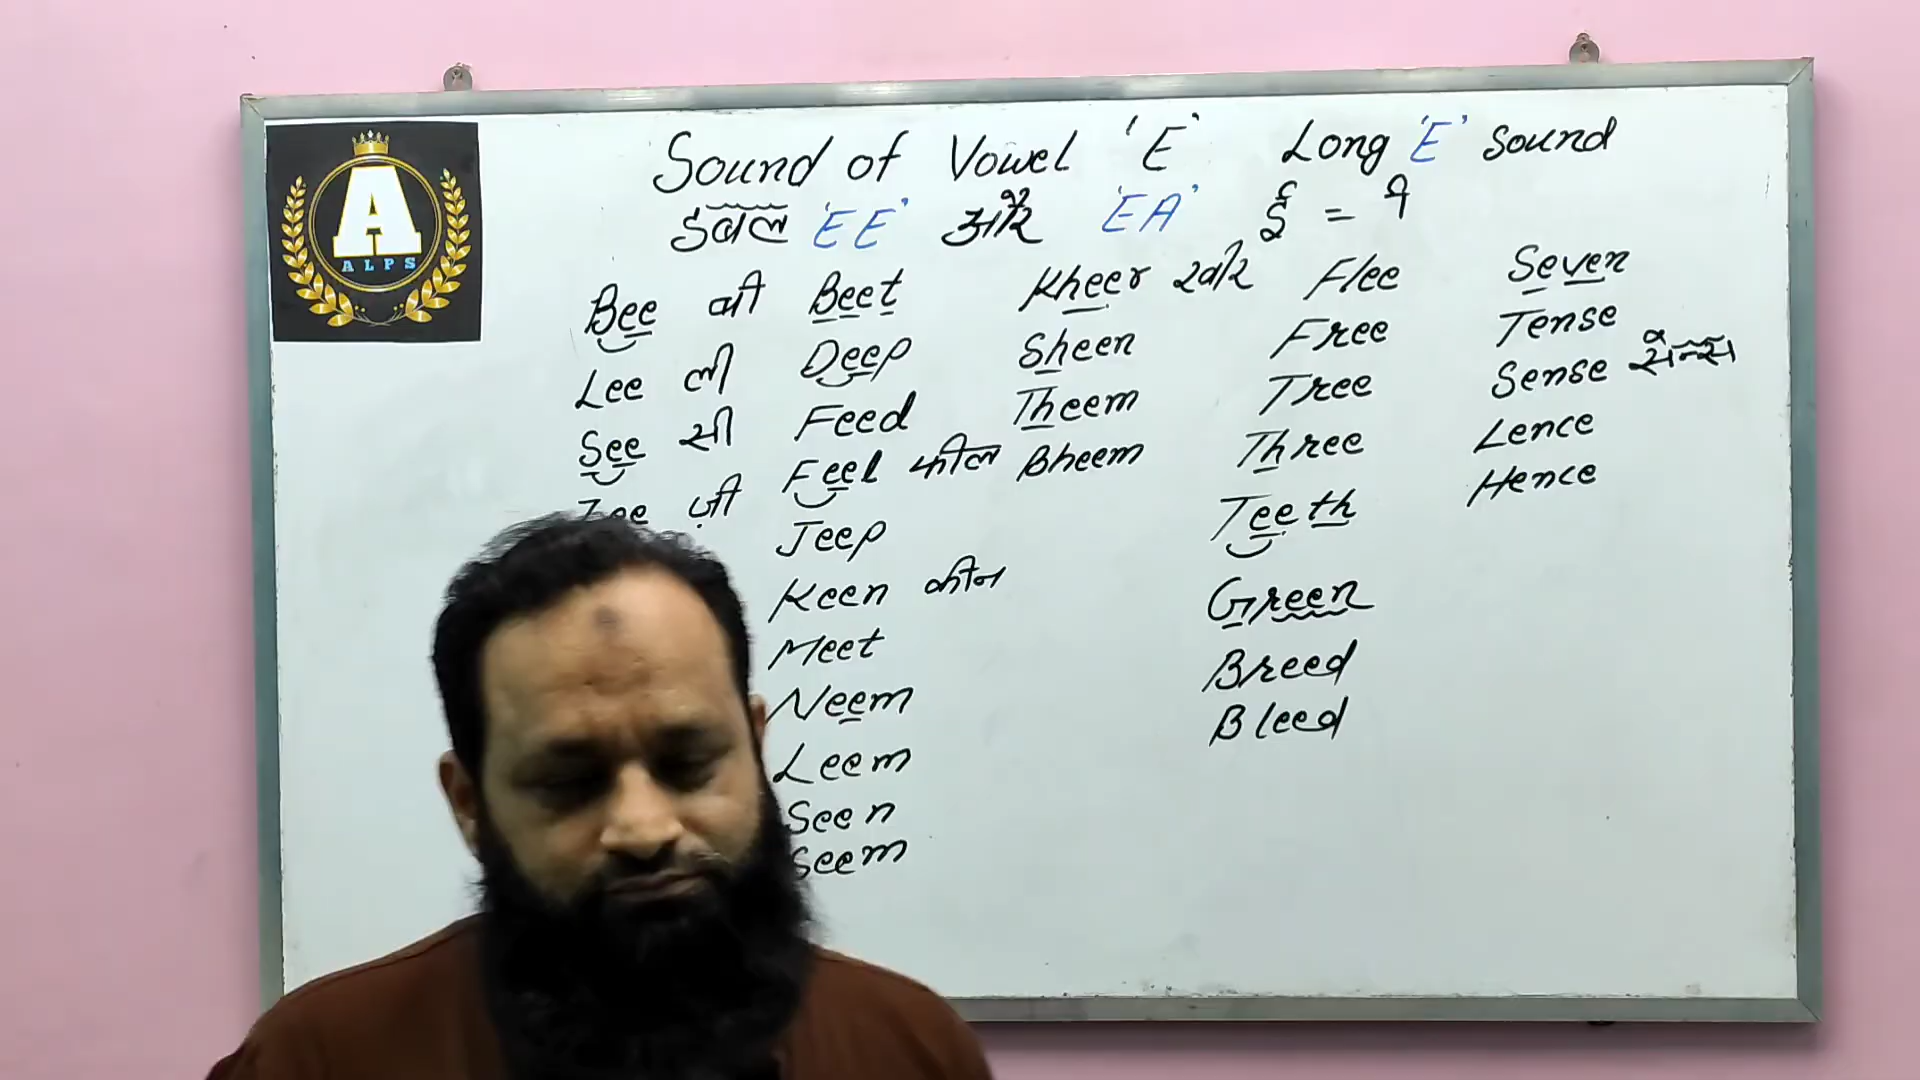 Sound of Vowel 'E' Long 'E' sound
डबल 'EE' और 'EA' ई = ी
A
ALPS
Bee बी Beet Kheer खीर Flee Seven
Lee ली Deep Sheen Free Tense
See सी Feed Theem Tree Sense सेन्स
Zee ज़ी Feel फील Bheem Three Lence
Jeep Teeth Hence
Keen कीन Green
Meet Breed
Neem Bleed
Leem
Seen
Seem